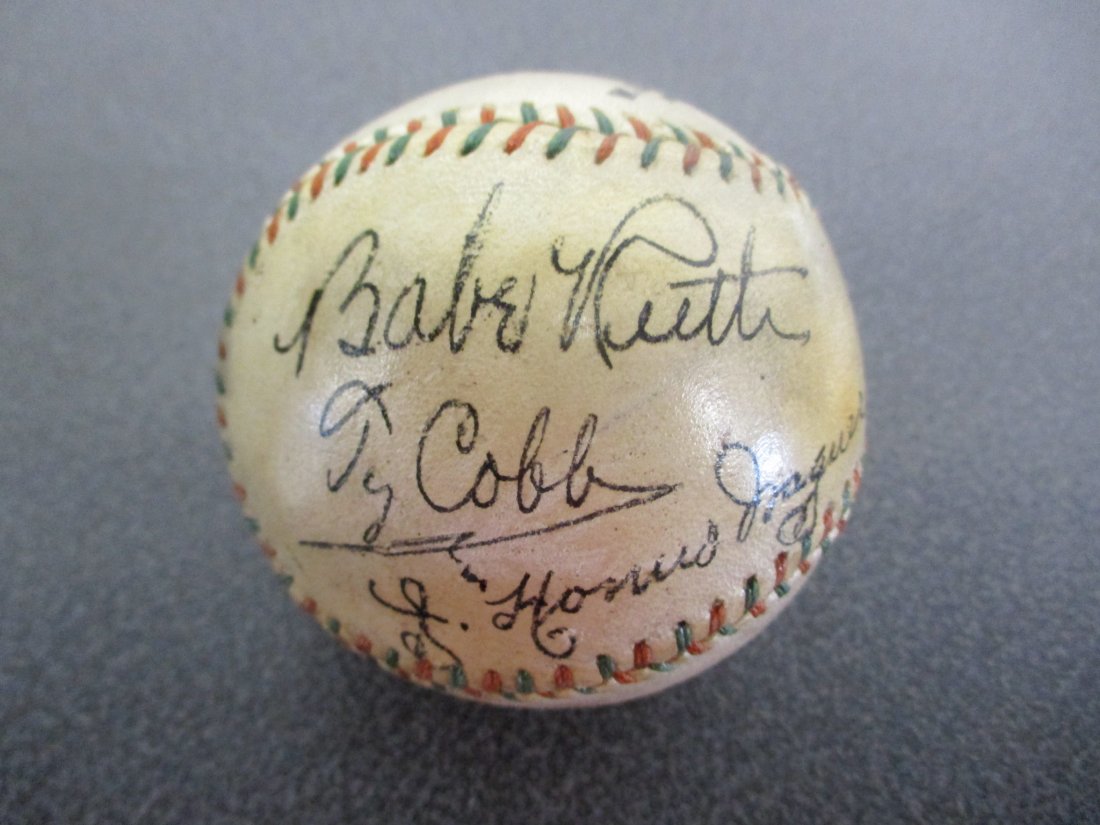 Babe Ruth
Ty Cobb
J. "Honus Wagner